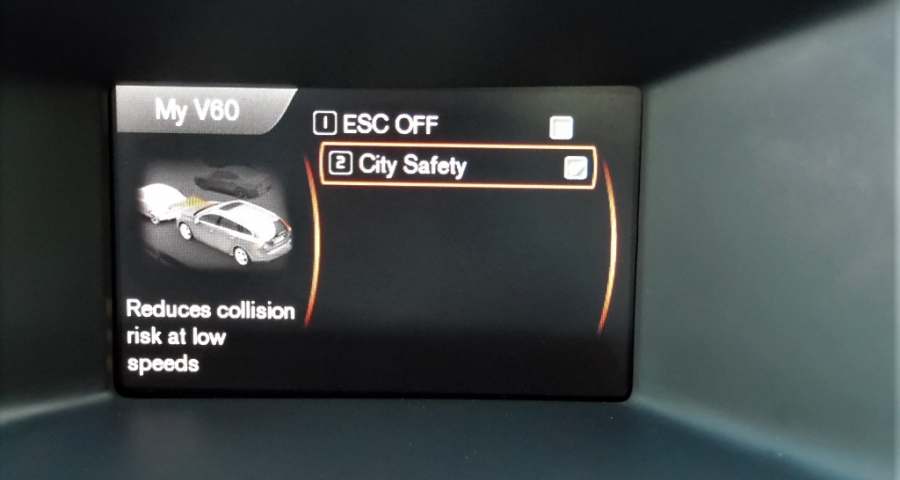 My V60
1 ESC OFF
2 City Safety
Reduces collision
risk at low
speeds